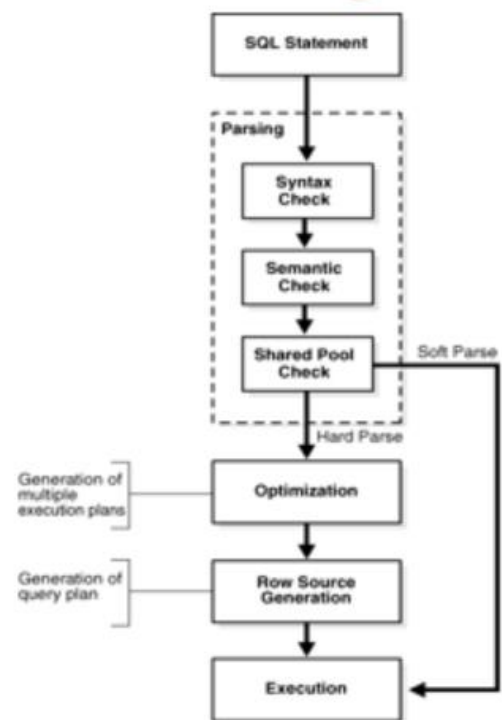 SQL Statement
Parsing
Syntax
Check
Semantic
Check
Shared Pool
Check
Soft Parse
Hard Parse
Generation of
multiple
execution plans
Optimization
Generation of
query plan
Row Source
Generation
Execution